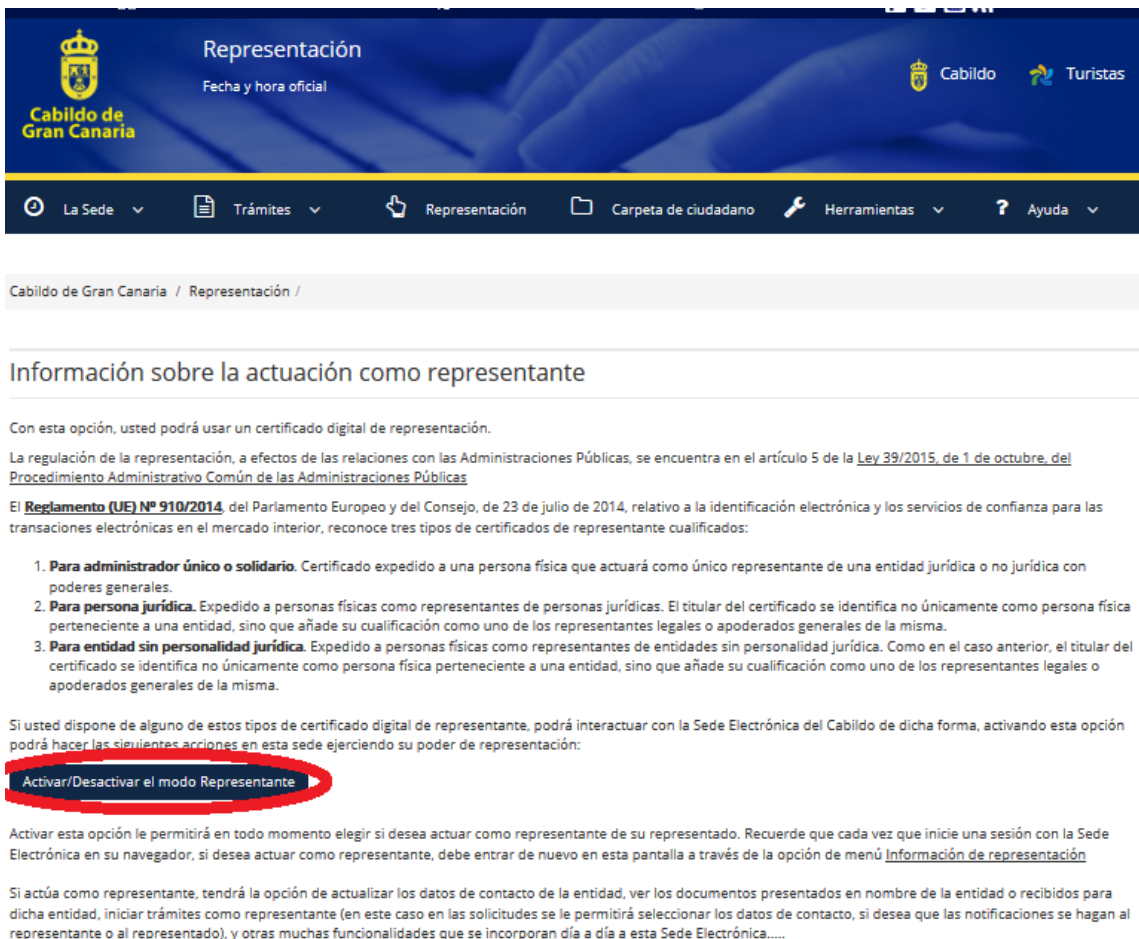 Representación
Fecha y hora oficial
Cabildo de
Gran Canaria
Cabildo
Turistas
La Sede
Trámites
Representación
Carpeta de ciudadano
Herramientas
? Ayuda
Cabildo de Gran Canaria / Representación /
Información sobre la actuación como representante
Con esta opción, usted podrá usar un certificado digital de representación.
La regulación de la representación, a efectos de las relaciones con las Administraciones Públicas, se encuentra en el artículo 5 de la Ley 39/2015, de 1 de octubre, del
Procedimiento Administrativo Común de las Administraciones Públicas
El Reglamento (UE) Nº 910/2014, del Parlamento Europeo y del Consejo, de 23 de julio de 2014, relativo a la identificación electrónica y los servicios de confianza para las
transaciones electrónicas en el mercado interior, reconoce tres tipos de certificados de representante cualificados:
1. Para administrador único o solidario. Certificado expedido a una persona física que actuará como único representante de una entidad jurídica o no jurídica con
poderes generales.
2. Para persona jurídica. Expedido a personas físicas como representantes de personas jurídicas. El titular del certificado se identifica no únicamente como persona física
perteneciente a una entidad, sino que añade su cualificación como uno de los representantes legales o apoderados generales de la misma.
3. Para entidad sin personalidad jurídica. Expedido a personas físicas como representantes de entidades sin personalidad jurídica. Como en el caso anterior, el titular del
certificado se identifica no únicamente como persona física perteneciente a una entidad, sino que añade su cualificación como uno de los representantes legales o
apoderados generales de la misma.
Si usted dispone de alguno de estos tipos de certificado digital de representante, podrá interactuar con la Sede Electrónica del Cabildo de dicha forma, activando esta opción
podrá hacer las siguientes acciones en esta sede ejerciendo su poder de representación:
Activar/Desactivar el modo Representante
Activar esta opción le permitirá en todo momento elegir si desea actuar como representante de su representado. Recuerde que cada vez que inicie una sesión con la Sede
Electrónica en su navegador, si desea actuar como representante, debe entrar de nuevo en esta pantalla a través de la opción de menú Información de representación
Si actúa como representante, tendrá la opción de actualizar los datos de contacto de la entidad, ver los documentos presentados en nombre de la entidad o recibidos para
dicha entidad, iniciar trámites como representante (en este caso en las solicitudes se le permitirá seleccionar los datos de contacto, si desea que las notificaciones se hagan al
representante o al representado), y otras muchas funcionalidades que se incorporan día a día a esta Sede Electrónica.....